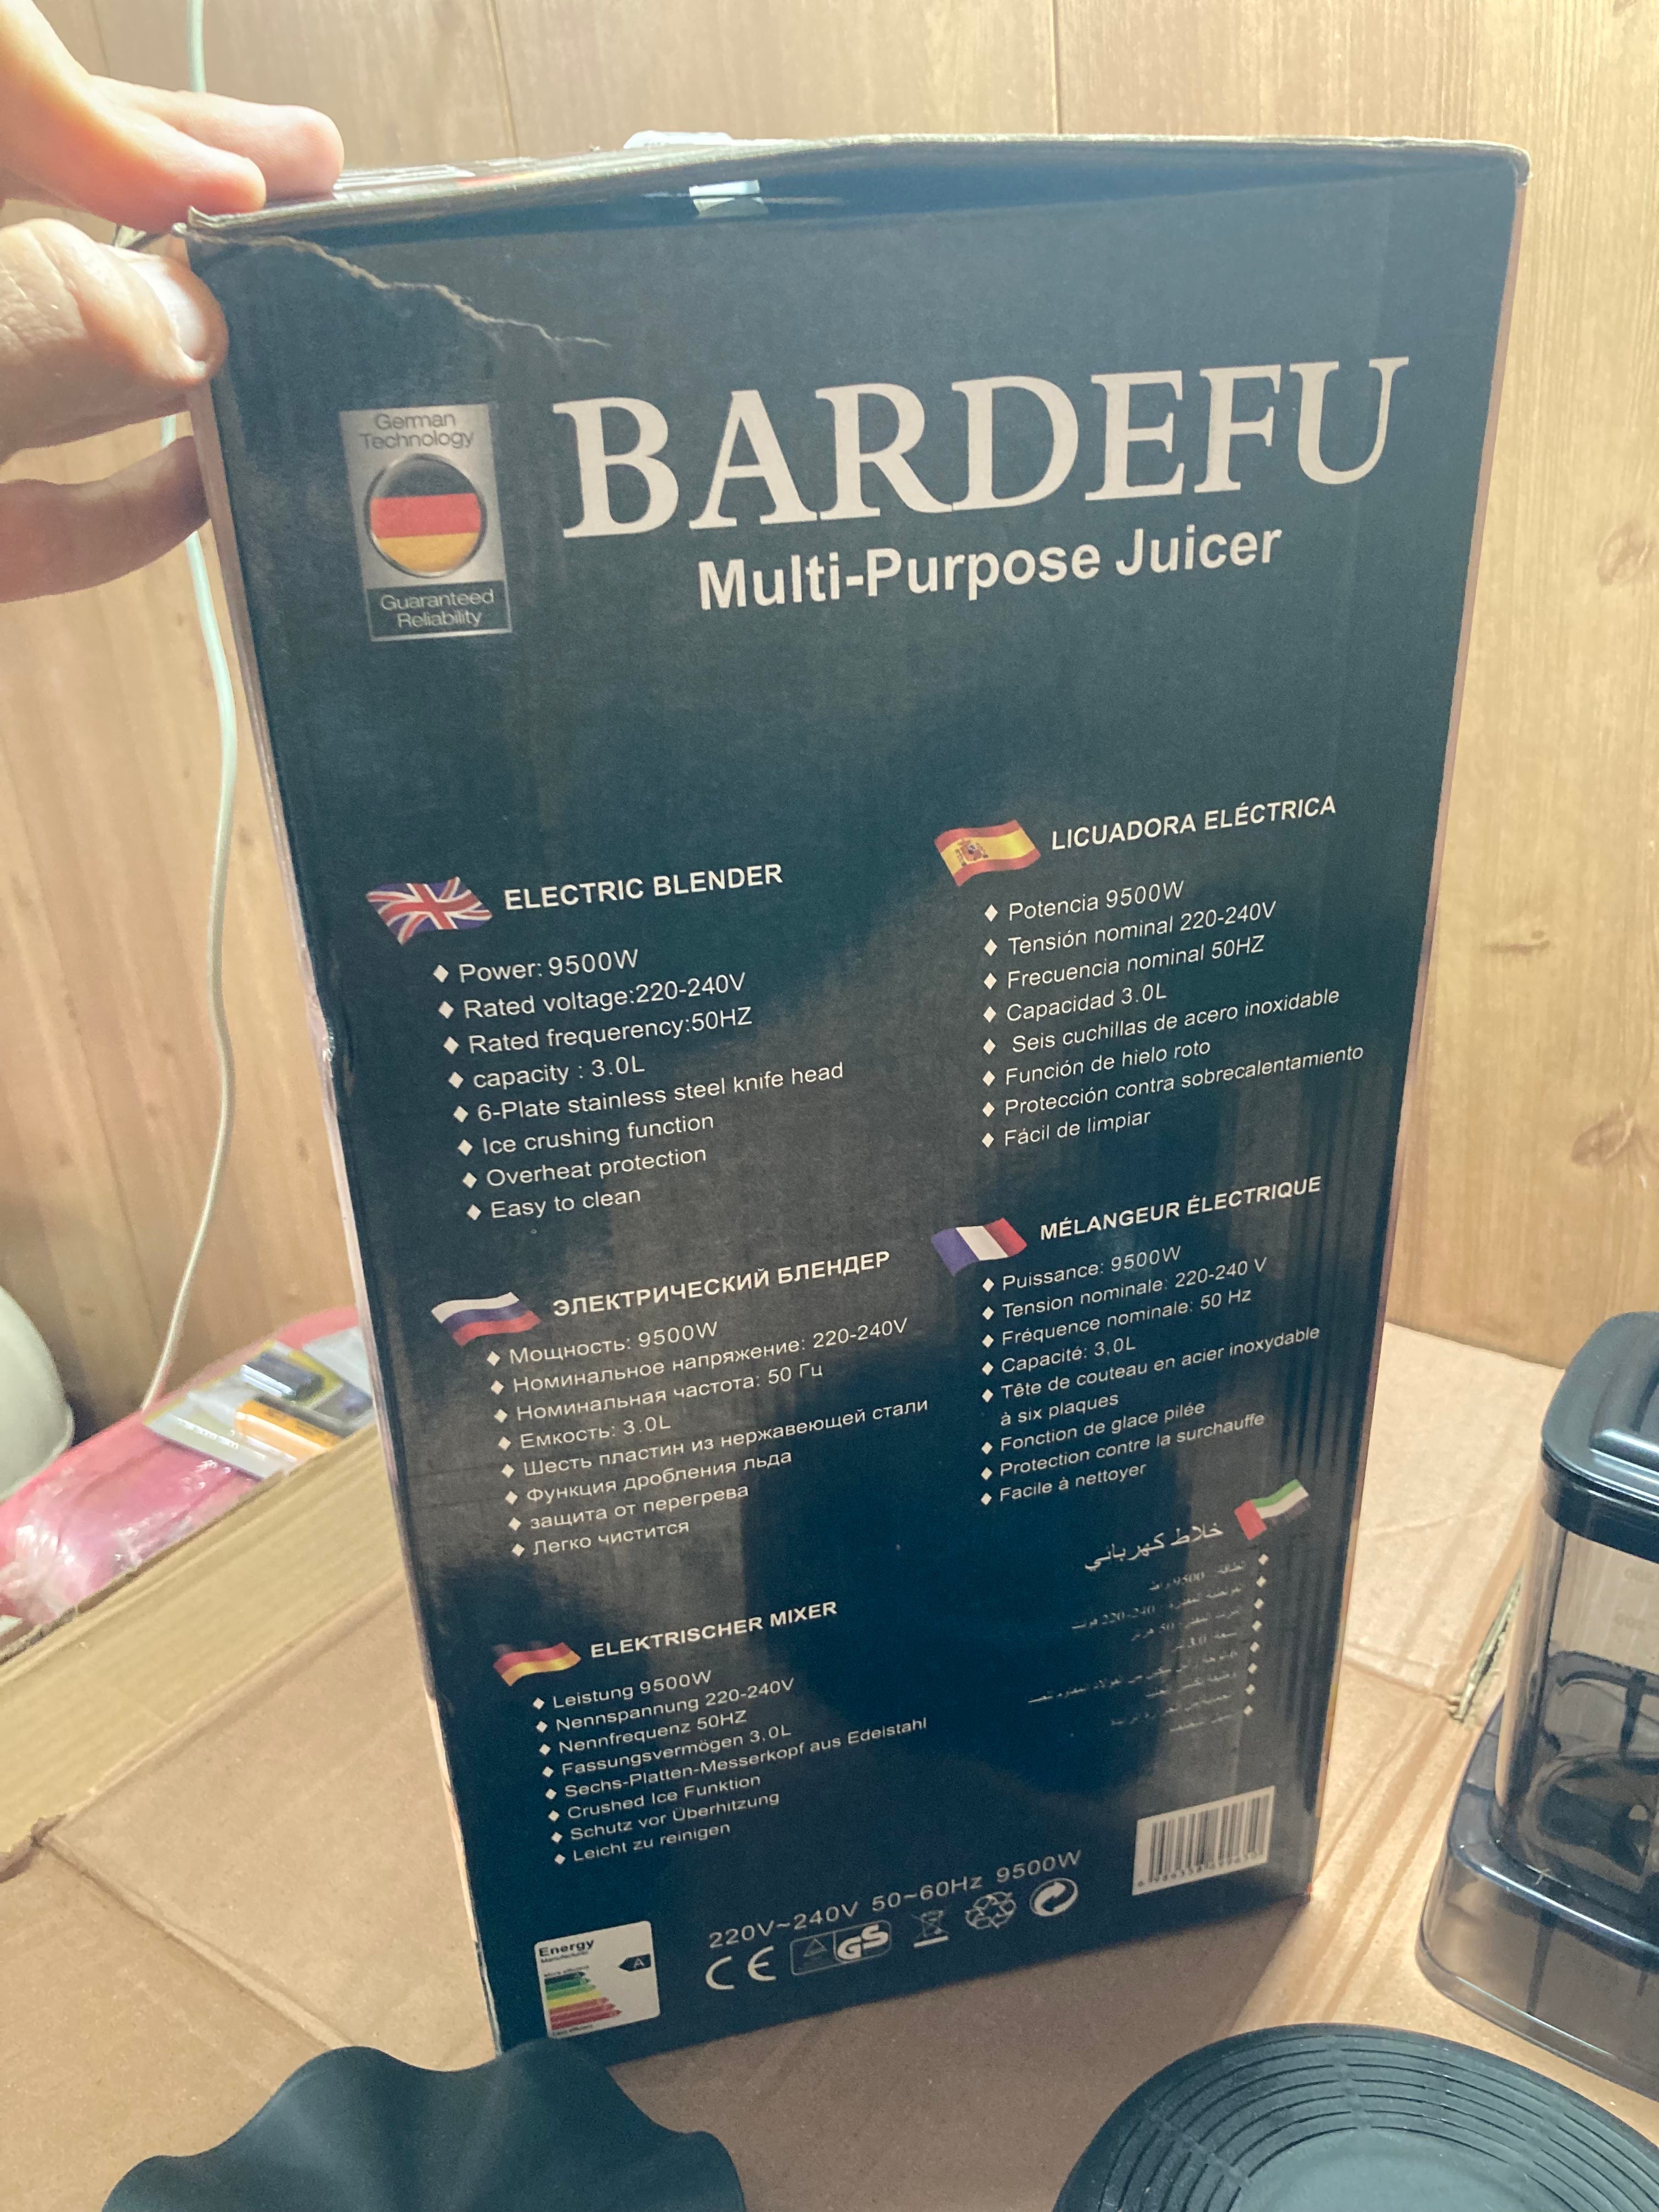 German
Technology
Guaranteed
Reliability
BARDEFU
Multi-Purpose Juicer
ELECTRIC BLENDER
Power: 9500W
Rated voltage:220-240V
Rated frequerency:50HZ
capacity : 3.0L
6-Plate stainless steel knife head
Ice crushing function
Overheat protection
Easy to clean
LICUADORA ELÉCTRICA
Potencia 9500W
Tensión nominal 220-240V
Frecuencia nominal 50HZ
Capacidad 3.0L
Seis cuchillas de acero inoxidable
Función de hielo roto
Protección contra sobrecalentamiento
Fácil de limpiar
ЭЛЕКТРИЧЕСКИЙ БЛЕНДЕР
Мощность: 9500W
Номинальное напряжение: 220-240V
Номинальная частота: 50 Гц
Емкость: 3.0L
Шесть пластин из нержавеющей стали
Функция дробления льда
защита от перегрева
Легко чистится
MÉLANGEUR ÉLECTRIQUE
Puissance: 9500W
Tension nominale: 220-240 V
Fréquence nominale: 50 Hz
Capacité: 3.0L
Tête de couteau en acier inoxydable
à six plaques
Fonction de glace pilée
Protection contre la surchauffe
Facile à nettoyer
ELEKTRISCHER MIXER
Leistung 9500W
Nennspannung 220-240V
Nennfrequenz 50HZ
Fassungsvermögen 3.0L
Sechs-Platten-Messerkopf aus Edelstahl
Crushed Ice Funktion
Schutz vor Überhitzung
Leicht zu reinigen
خلاط كهربائي
9500
220-240
50
3.0
220V~240V 50~60Hz 9500W
CE GS
Energy
A